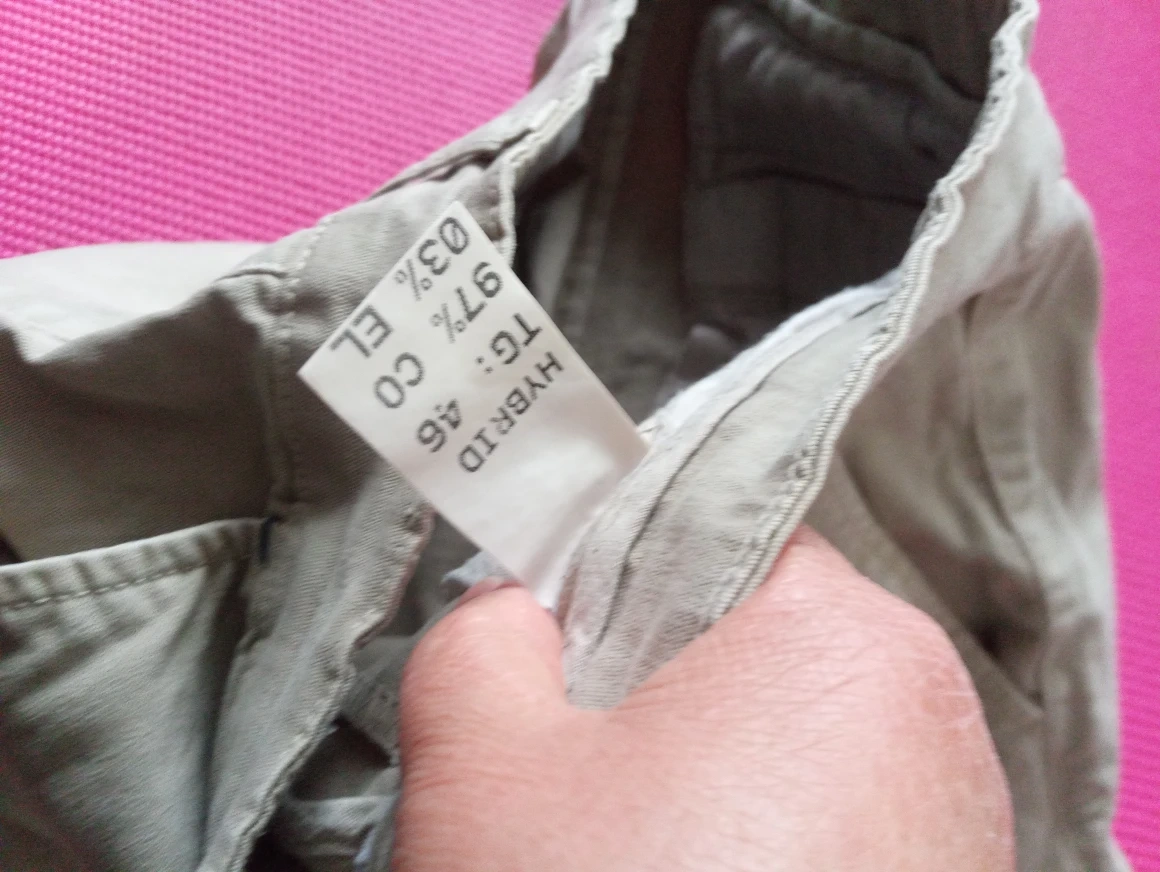 HYBRID
TG: 46
97% CO
03% EL